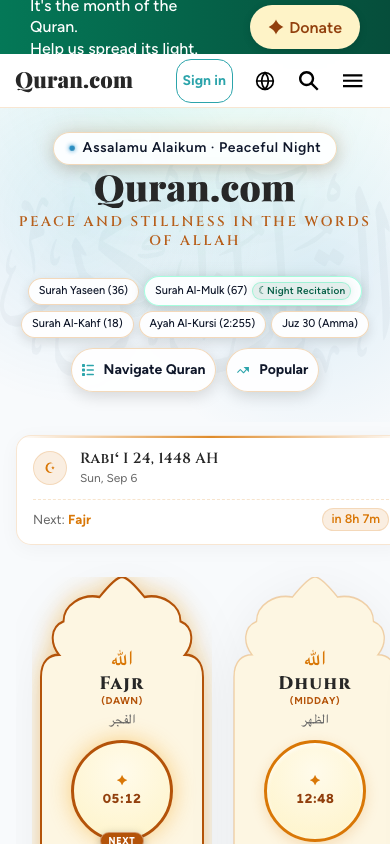 It's the month of the
Quran.
Help us spread its light.
Donate
Quran.com
Sign in
Assalamu Alaikum · Peaceful Night
Quran.com
PEACE AND STILLNESS IN THE WORDS
OF ALLAH
Surah Yaseen (36)
Surah Al-Mulk (67) ☾ Night Recitation
Surah Al-Kahf (18)
Ayah Al-Kursi (2:255)
Juz 30 (Amma)
Navigate Quran
Popular
Rabiʻ I 24, 1448 AH
Sun, Sep 6
Next: Fajr
in 8h 7m
الله
Fajr
(DAWN)
الفجر
05:12
NEXT
الله
Dhuhr
(MIDDAY)
الظهر
12:48